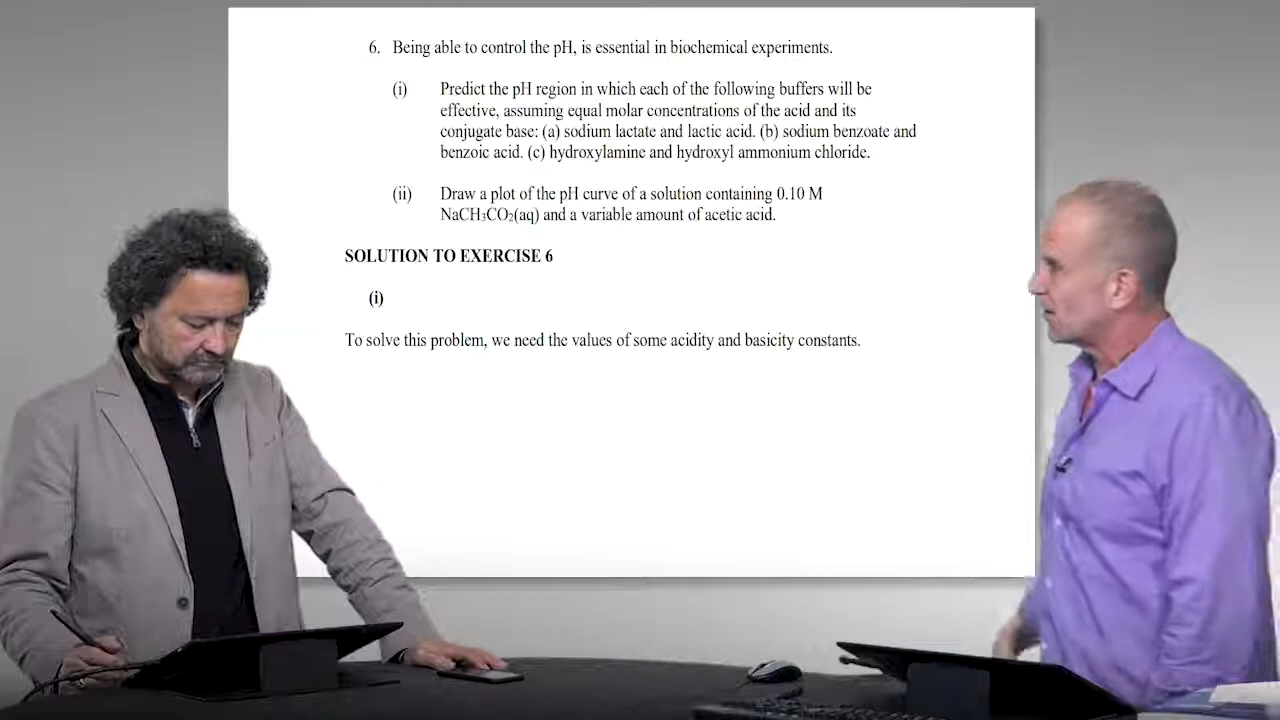 6. Being able to control the pH, is essential in biochemical experiments.
(i) Predict the pH region in which each of the following buffers will be
effective, assuming equal molar concentrations of the acid and its
conjugate base: (a) sodium lactate and lactic acid. (b) sodium benzoate and
benzoic acid. (c) hydroxylamine and hydroxyl ammonium chloride.
(ii) Draw a plot of the pH curve of a solution containing 0.10 M
NaCH₃CO₂(aq) and a variable amount of acetic acid.
SOLUTION TO EXERCISE 6
(i)
To solve this problem, we need the values of some acidity and basicity constants.